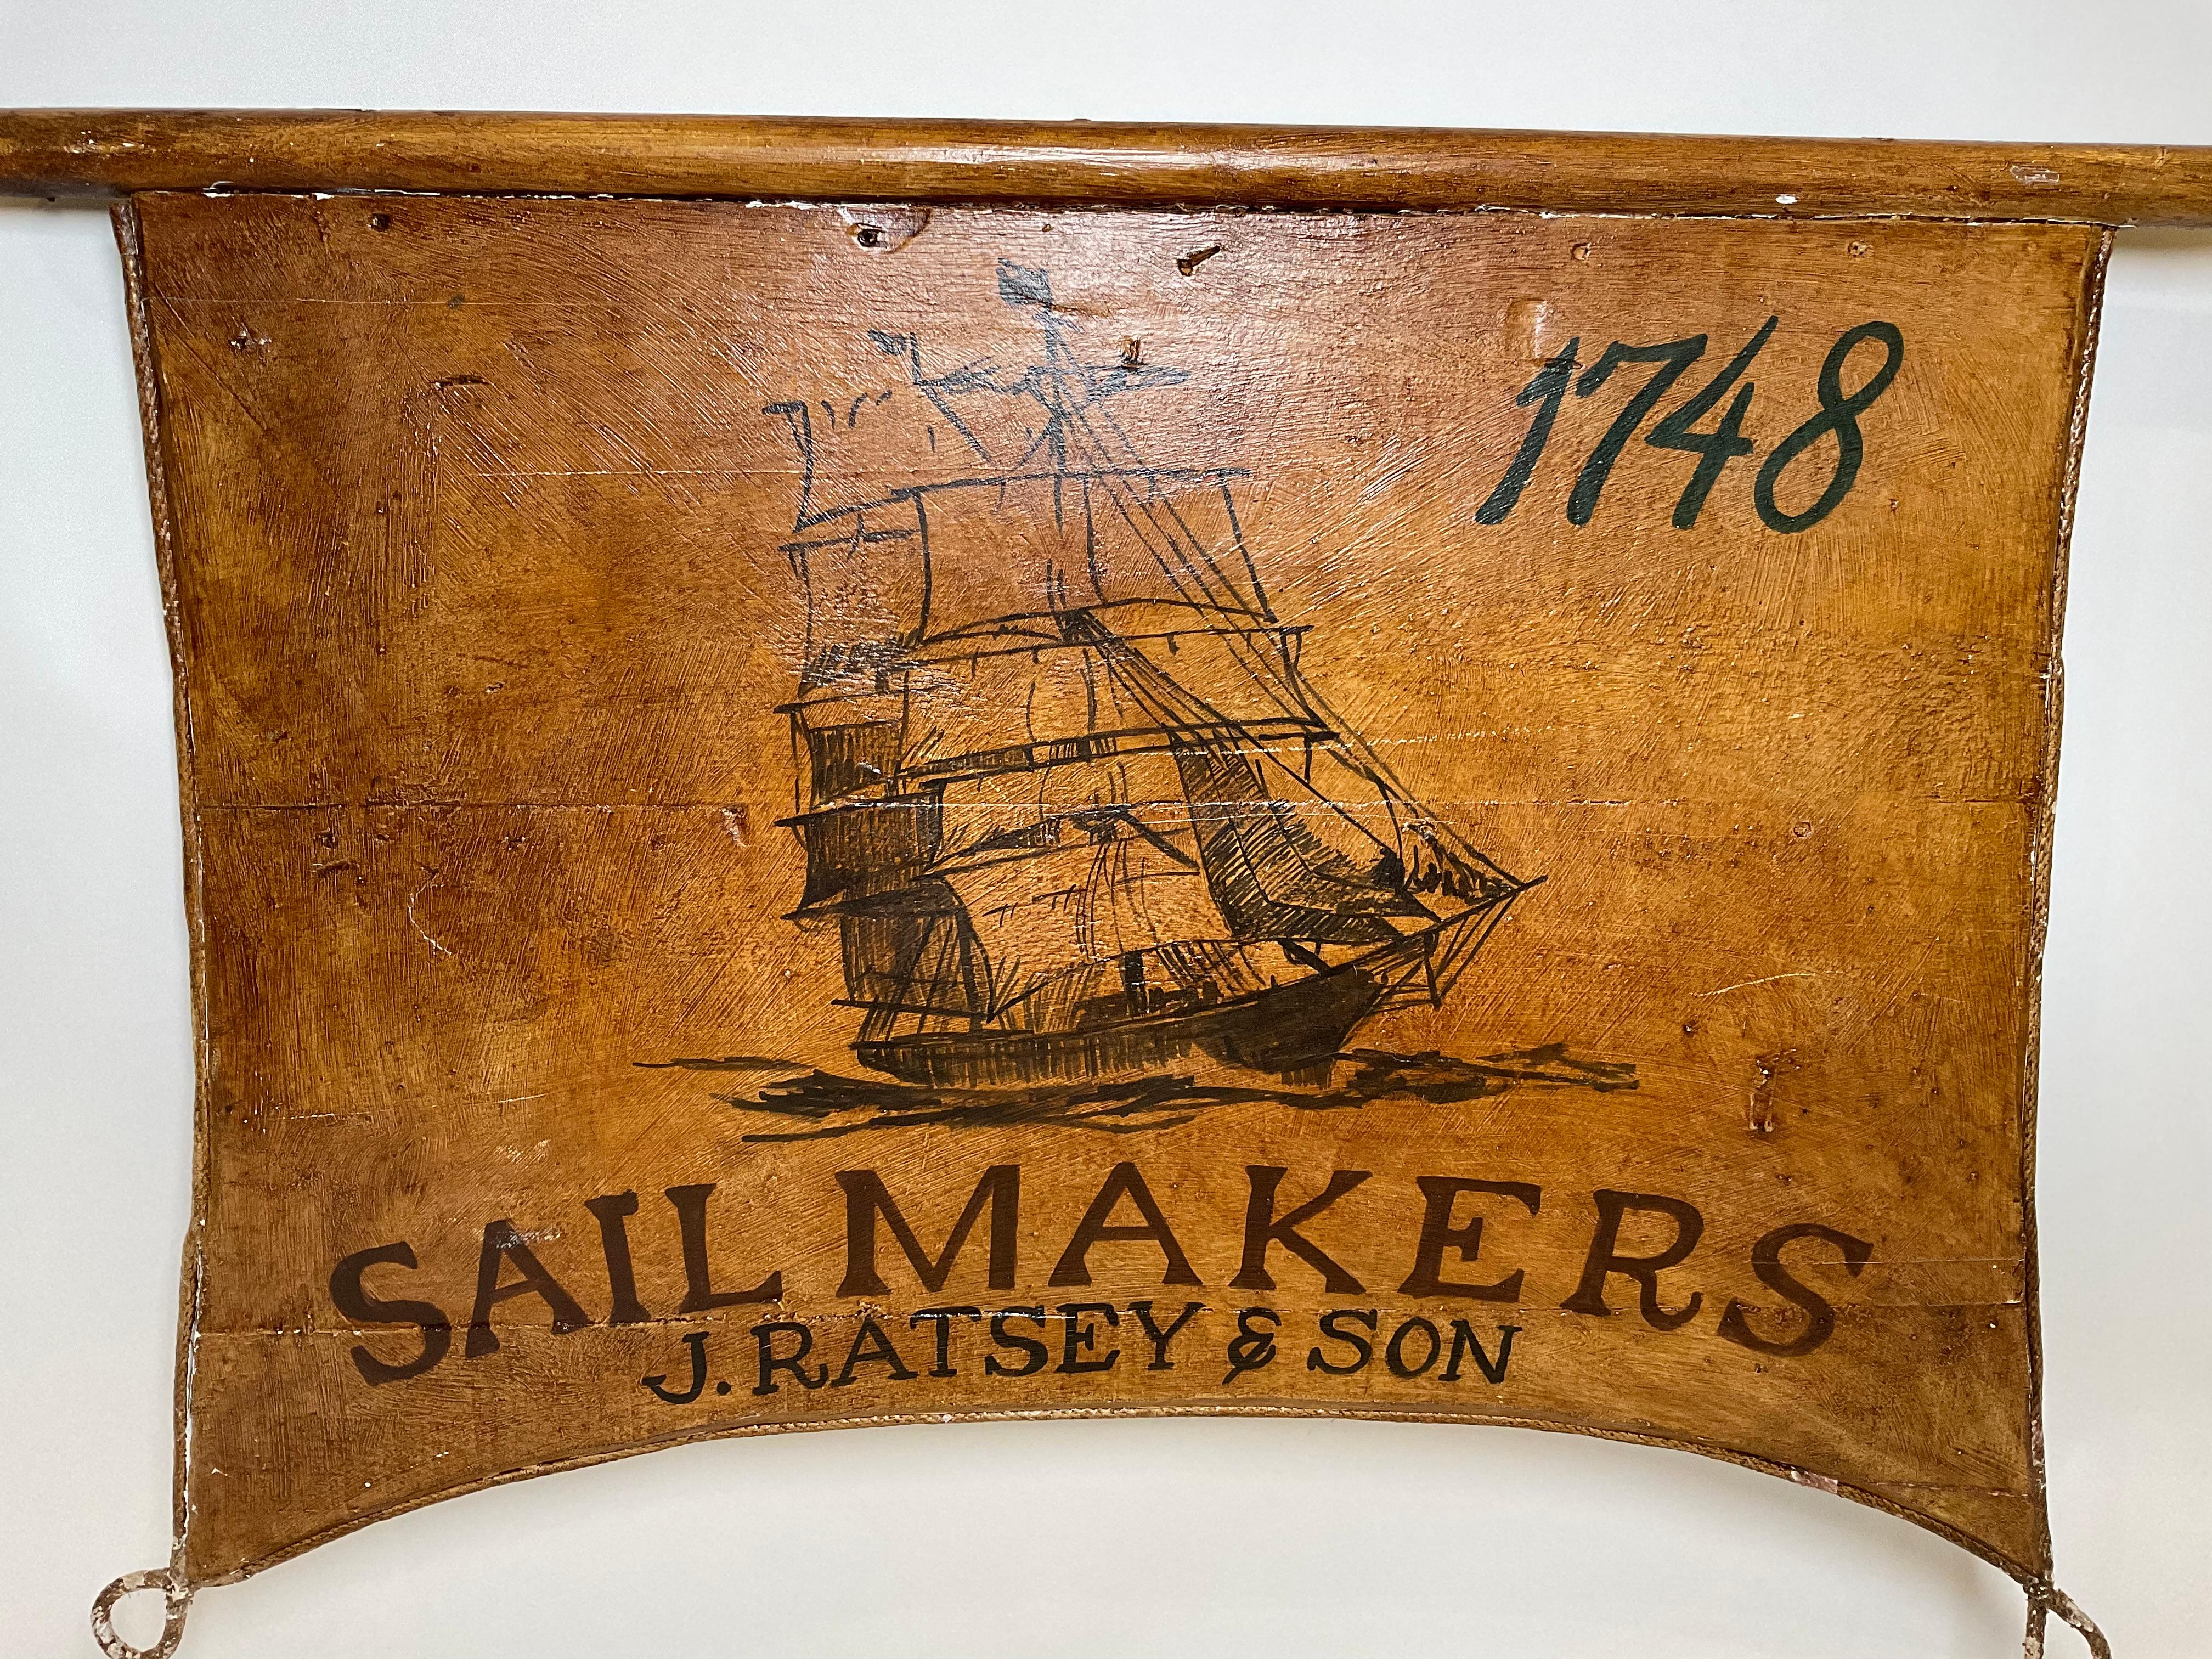 1748
SAIL MAKERS
J. RATSEY & SON